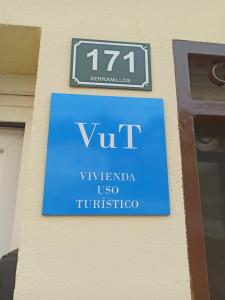 171
SERRANILLOS
VuT
VIVIENDA
USO
TURÍSTICO